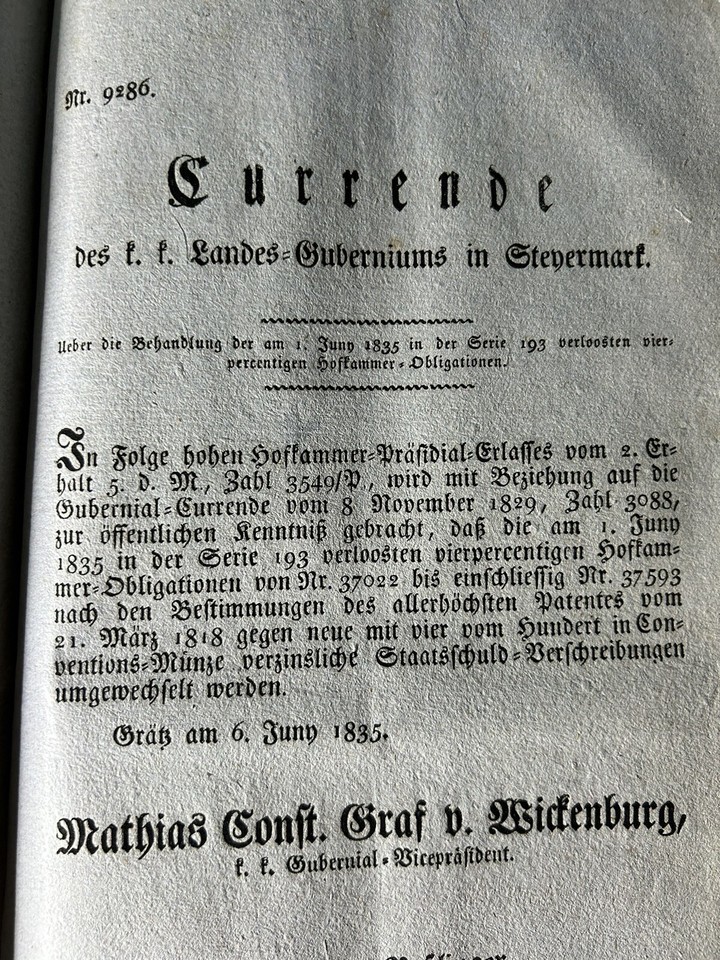 Nr. 9286.
Currende
des k. k. Landes-Guberniums in Steyermark.
Ueber die Behandlung der am 1. Juny 1835 in der Serie 193 verloosten vier-
percentigen Hofkammer-Obligationen.
In Folge hohen Hofkammer-Präsidial-Erlasses vom 2. Er-
halt 5. d. M., Zahl 3549/P., wird mit Beziehung auf die
Gubernial-Currende vom 8 November 1829, Zahl 3088,
zur öffentlichen Kenntniß gebracht, daß die am 1. Juny
1835 in der Serie 193 verloosten vierpercentigen Hofkam-
mer-Obligationen von Nr. 37022 bis einschliessig Nr. 37593
nach den Bestimmungen des allerhöchsten Patentes vom
21. März 1818 gegen neue mit vier vom Hundert in Con-
ventions-Münze verzinsliche Staatsschuld-Verschreibungen
umgewechselt werden.
Grätz am 6. Juny 1835.
Mathias Const. Graf v. Wickenburg,
k. k. Gubernial-Vicepräsident.